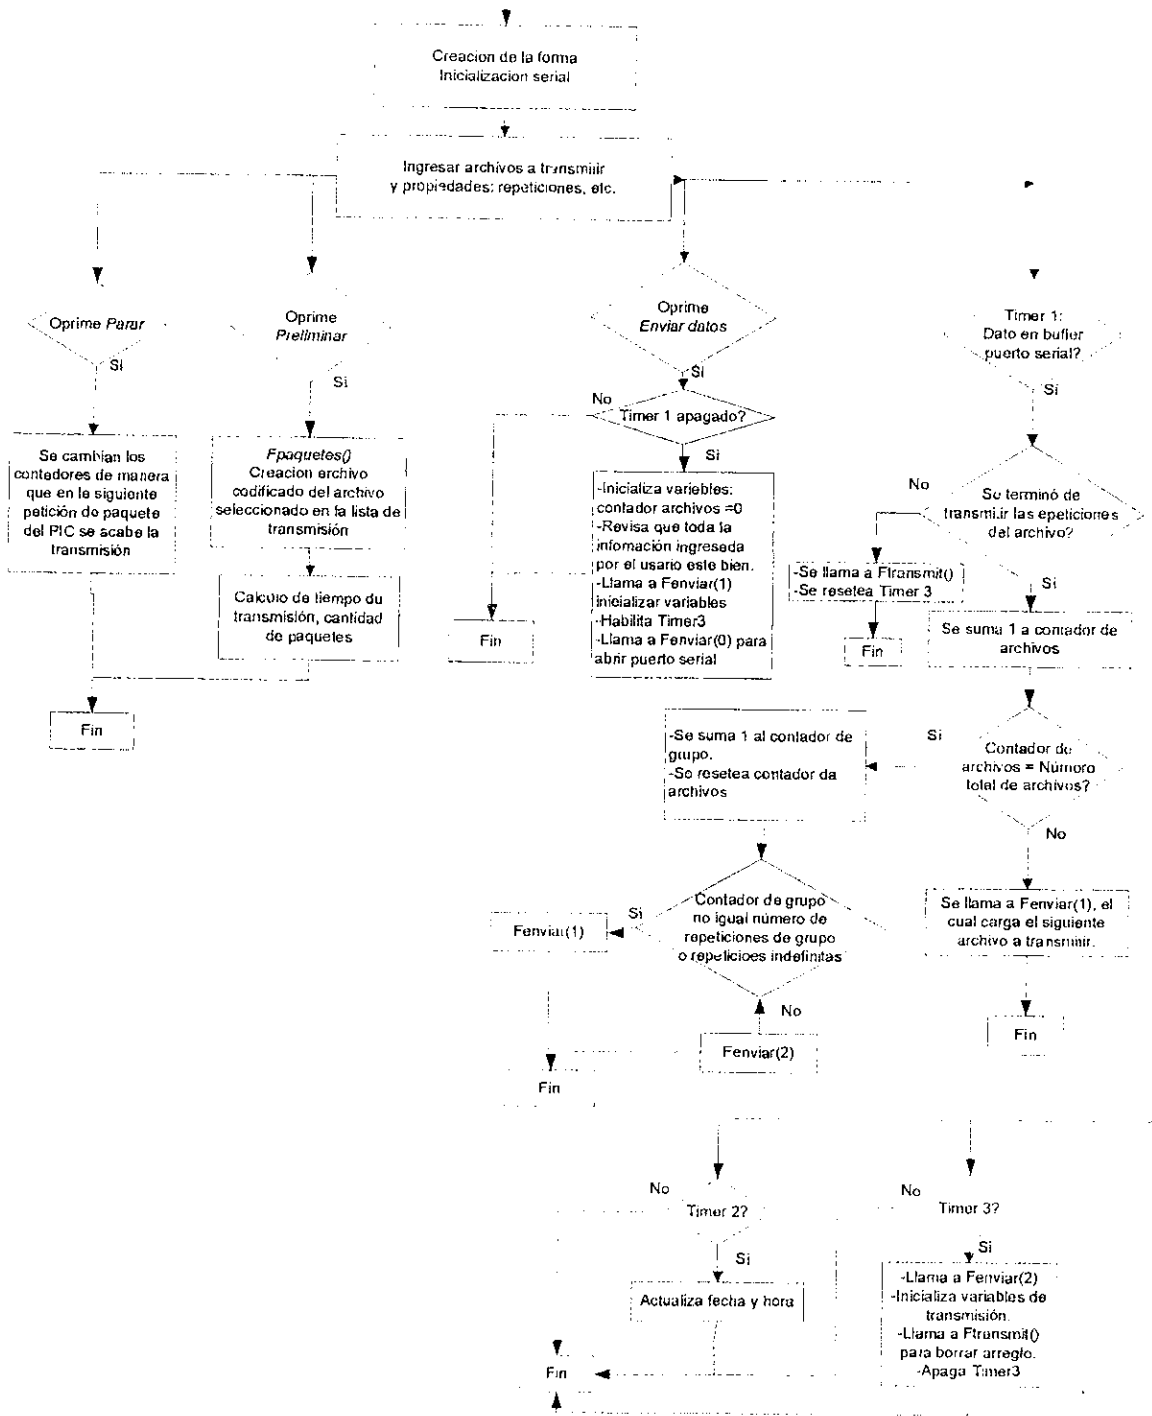 Creacion de la forma
Inicializacion serial
Ingresar archivos a transmitir
y propiedades: repeticiones, etc.
Oprime Parar
Si
Se cambian los
contadores de manera
que en la siguiente
petición de paquete
del PIC se acabe la
transmisión
Oprime
Preliminar
Si
Fpaquetes()
Creacion archivo
codificado del archivo
seleccionado en la lista de
transmisión
Calculo de tiempo de
transmisión, cantidad
de paquetes
Fin
Oprime
Enviar datos
Si
No
Timer 1 apagado?
Si
Fin
-Inicializa variables:
contador archivos =0
-Revisa que toda la
infomación ingresada
por el usario este bien.
-Llama a Fenviar(1)
inicializar variables
-Habilita Timer3
-Llama a Fenviar(0) para
abrir puerto serial
Timer 1:
Dato en buffer
puerto serial?
Si
No
Se terminó de
transmitir las epeticiones
del archivo?
-Se llama a Ftransmit()
-Se resetea Timer 3
Fin
Si
Se suma 1 a contador de
archivos
Si
Contador de
archivos = Número
total de archivos?
No
-Se suma 1 al contador de
grupo.
-Se resetea contador de
archivos
Si
Contador de grupo
no igual número de
repeticiones de grupo
o repeticioes indefinitas
Fenviar(1)
No
Fenviar(2)
Fin
Se llama a Fenviar(1), el
cual carga el siguiente
archivo a transmitir.
Fin
No
Timer 2?
Si
Actualiza fecha y hora
No
Timer 3?
Si
-Llama a Fenviar(2)
-Inicializa variables de
transmisión.
-Llama a Ftransmit()
para borrar arreglo.
-Apaga Timer3
Fin